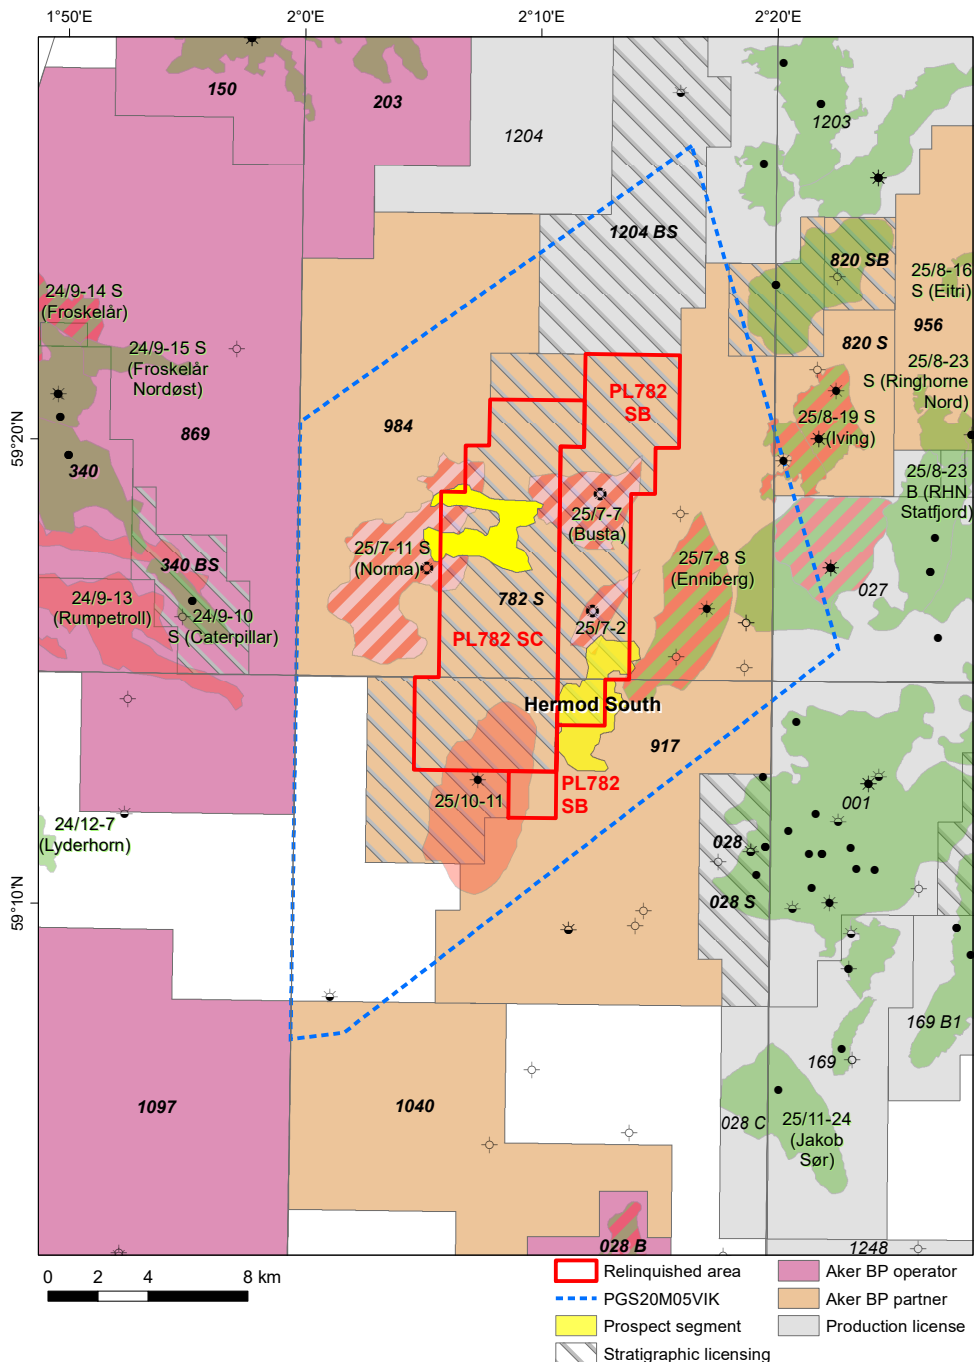 1°50'E
2°0'E
2°10'E
2°20'E
150
203
1204
1203
1204 BS
820 SB
25/8-16
S (Eitri)
24/9-14 S
(Froskelår)
24/9-15 S
(Froskelår
Nordøst)
956
820 S
25/8-23
S (Ringhorne
Nord)
PL782
SB
984
869
59°20'N
25/8-19 S
(Iving)
340
25/8-23
B (RHN
Statfjord)
25/7-7
(Busta)
25/7-11 S
(Norma)
25/7-8 S
(Enniberg)
340 BS
027
24/9-13
(Rumpetroll)
782 S
24/9-10
S (Caterpillar)
25/7-2
PL782 SC
Hermod South
917
PL782
SB
25/10-11
001
24/12-7
(Lyderhorn)
028
028 S
59°10'N
169 B1
169
1097
1040
028 C
25/11-24
(Jakob
Sør)
028 B
1248
0 2 4 8 km
Relinquished area
PGS20M05VIK
Prospect segment
Stratigraphic licensing
Aker BP operator
Aker BP partner
Production license